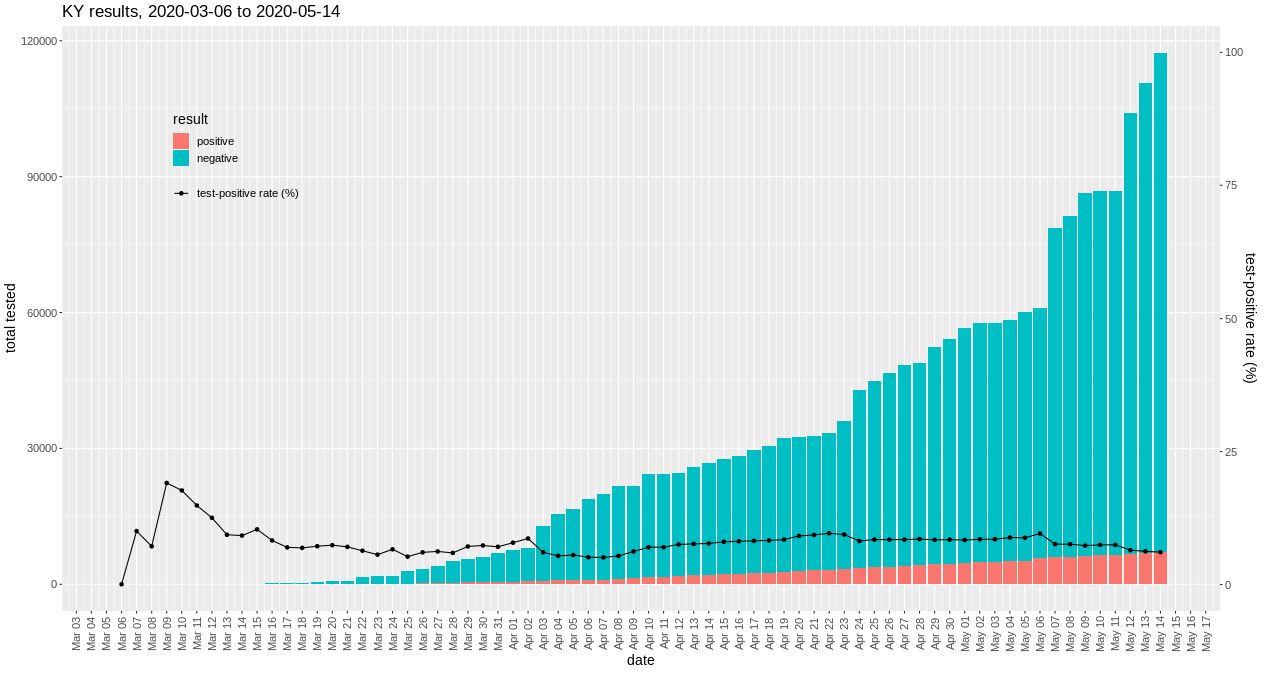 KY results, 2020-03-06 to 2020-05-14
120000
90000
60000
30000
0
total tested
result
positive
negative
test-positive rate (%)
100
75
50
25
0
test-positive rate (%)
Mar 03
Mar 04
Mar 05
Mar 06
Mar 07
Mar 08
Mar 09
Mar 10
Mar 11
Mar 12
Mar 13
Mar 14
Mar 15
Mar 16
Mar 17
Mar 18
Mar 19
Mar 20
Mar 21
Mar 22
Mar 23
Mar 24
Mar 25
Mar 26
Mar 27
Mar 28
Mar 29
Mar 30
Mar 31
Apr 01
Apr 02
Apr 03
Apr 04
Apr 05
Apr 06
Apr 07
Apr 08
Apr 09
Apr 10
Apr 11
Apr 12
Apr 13
Apr 14
Apr 15
Apr 16
Apr 17
Apr 18
Apr 19
Apr 20
Apr 21
Apr 22
Apr 23
Apr 24
Apr 25
Apr 26
Apr 27
Apr 28
Apr 29
Apr 30
May 01
May 02
May 03
May 04
May 05
May 06
May 07
May 08
May 09
May 10
May 11
May 12
May 13
May 14
May 15
May 16
May 17
date